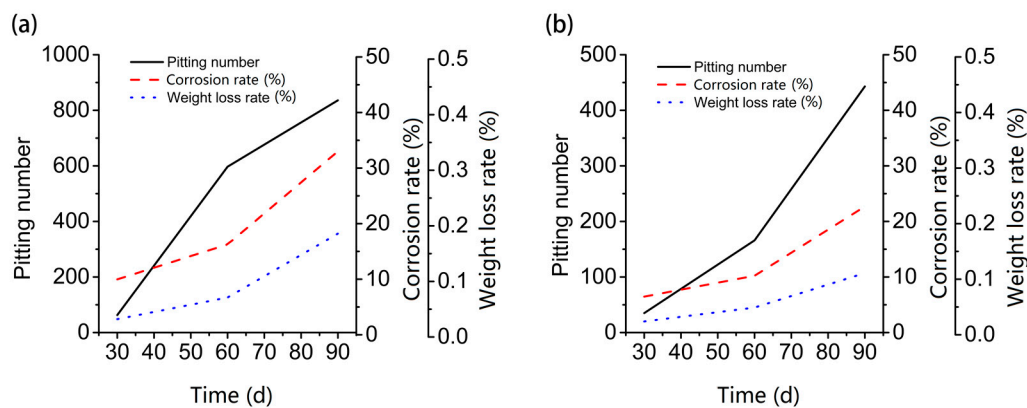 (a)
Pitting number
Corrosion rate (%)
Weight loss rate (%)
1000
800
600
400
200
0
Pitting number
30 40 50 60 70 80 90
Time (d)
50
40
30
20
10
0
Corrosion rate (%)
0.5
0.4
0.3
0.2
0.1
0.0
Weight loss rate (%)
(b)
Pitting number
Corrosion rate (%)
Weight loss rate (%)
500
400
300
200
100
0
Pitting number
30 40 50 60 70 80 90
Time (d)
50
40
30
20
10
0
Corrosion rate (%)
0.5
0.4
0.3
0.2
0.1
0.0
Weight loss rate (%)